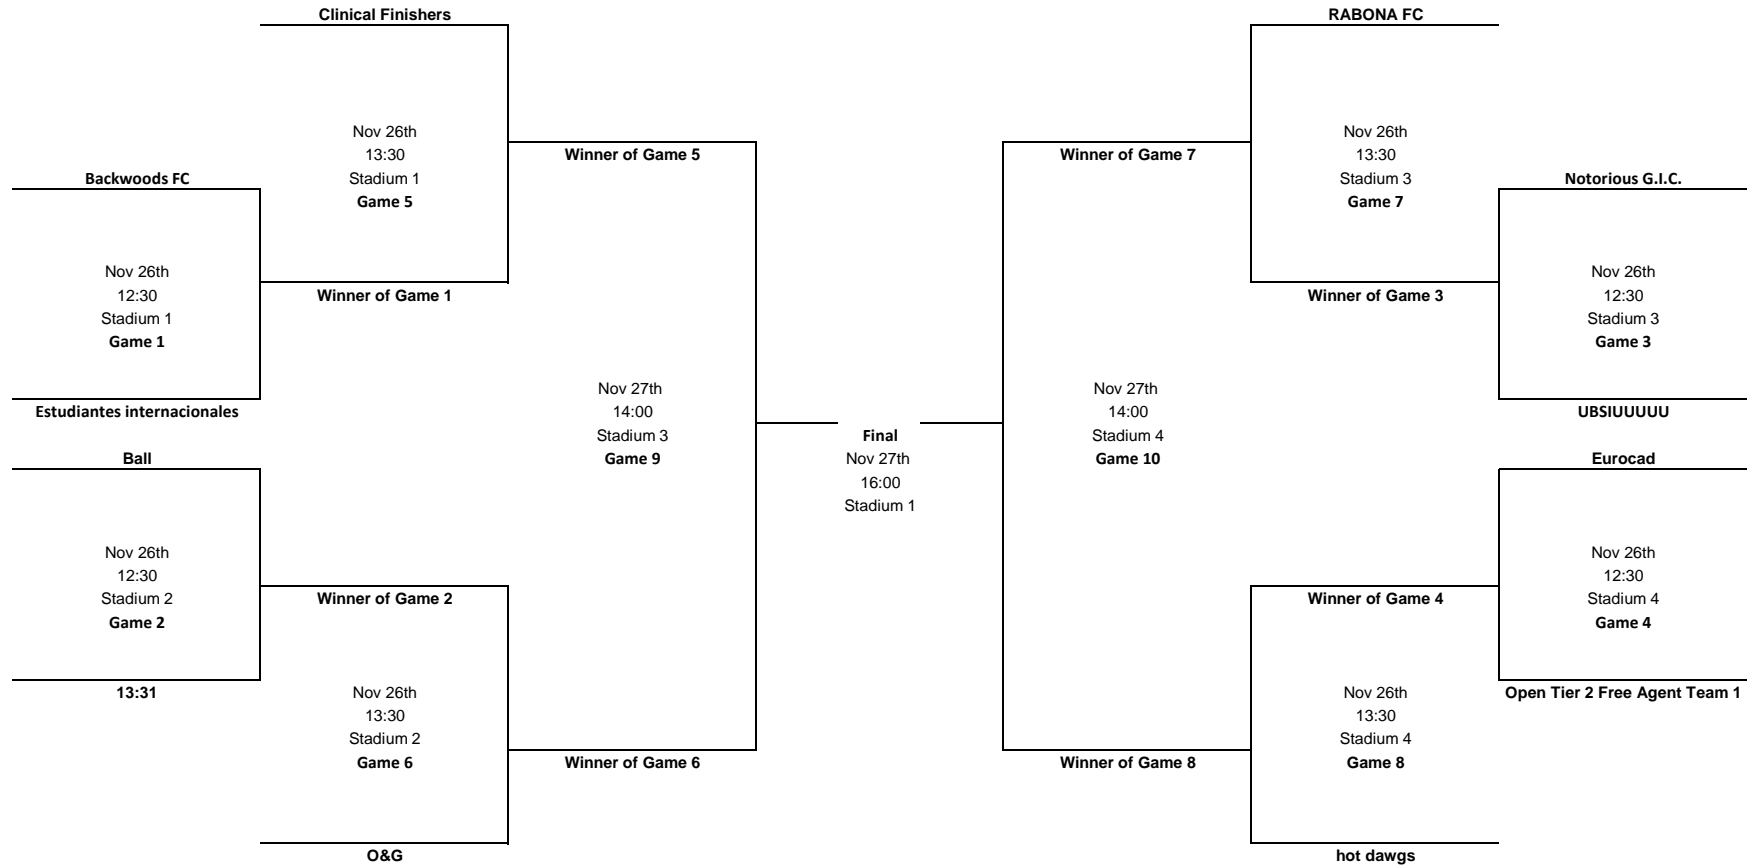 Clinical Finishers
RABONA FC
Nov 26th
13:30
Stadium 1
Game 5
Winner of Game 5
Winner of Game 7
Nov 26th
13:30
Stadium 3
Game 7
Backwoods FC
Notorious G.I.C.
Nov 26th
12:30
Stadium 1
Game 1
Winner of Game 1
Winner of Game 3
Nov 26th
12:30
Stadium 3
Game 3
Estudiantes internacionales
UBSIUUUUU
Nov 27th
14:00
Stadium 3
Game 9
Final
Nov 27th
16:00
Stadium 1
Nov 27th
14:00
Stadium 4
Game 10
Ball
Eurocad
Nov 26th
12:30
Stadium 2
Game 2
Winner of Game 2
Winner of Game 4
Nov 26th
12:30
Stadium 4
Game 4
13:31
Open Tier 2 Free Agent Team 1
Nov 26th
13:30
Stadium 2
Game 6
Winner of Game 6
Winner of Game 8
Nov 26th
13:30
Stadium 4
Game 8
O&G
hot dawgs